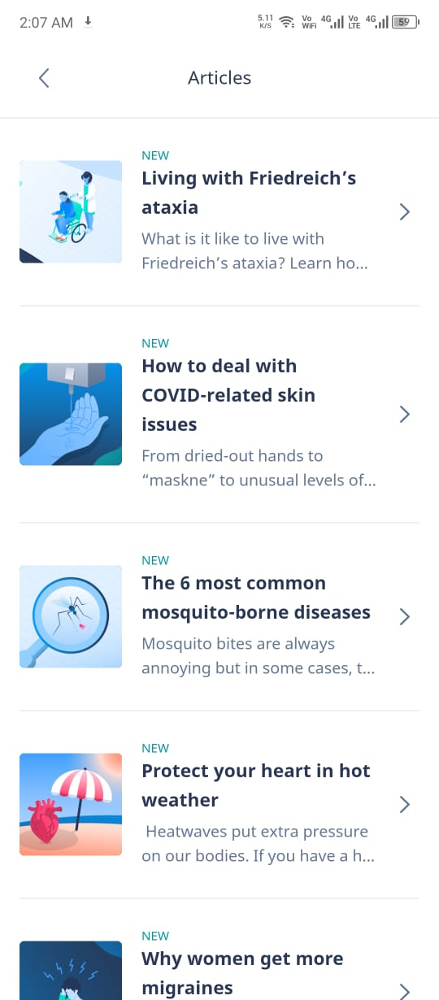 2:07 AM
5.11
K/S
Vo
WiFi
4G
Vo
LTE
4G
59
Articles
NEW
Living with Friedreich’s
ataxia
What is it like to live with
Friedreich’s ataxia? Learn ho...
NEW
How to deal with
COVID-related skin
issues
From dried-out hands to
“maskne” to unusual levels of...
NEW
The 6 most common
mosquito-borne diseases
Mosquito bites are always
annoying but in some cases, t...
NEW
Protect your heart in hot
weather
Heatwaves put extra pressure
on our bodies. If you have a h...
NEW
Why women get more
migraines